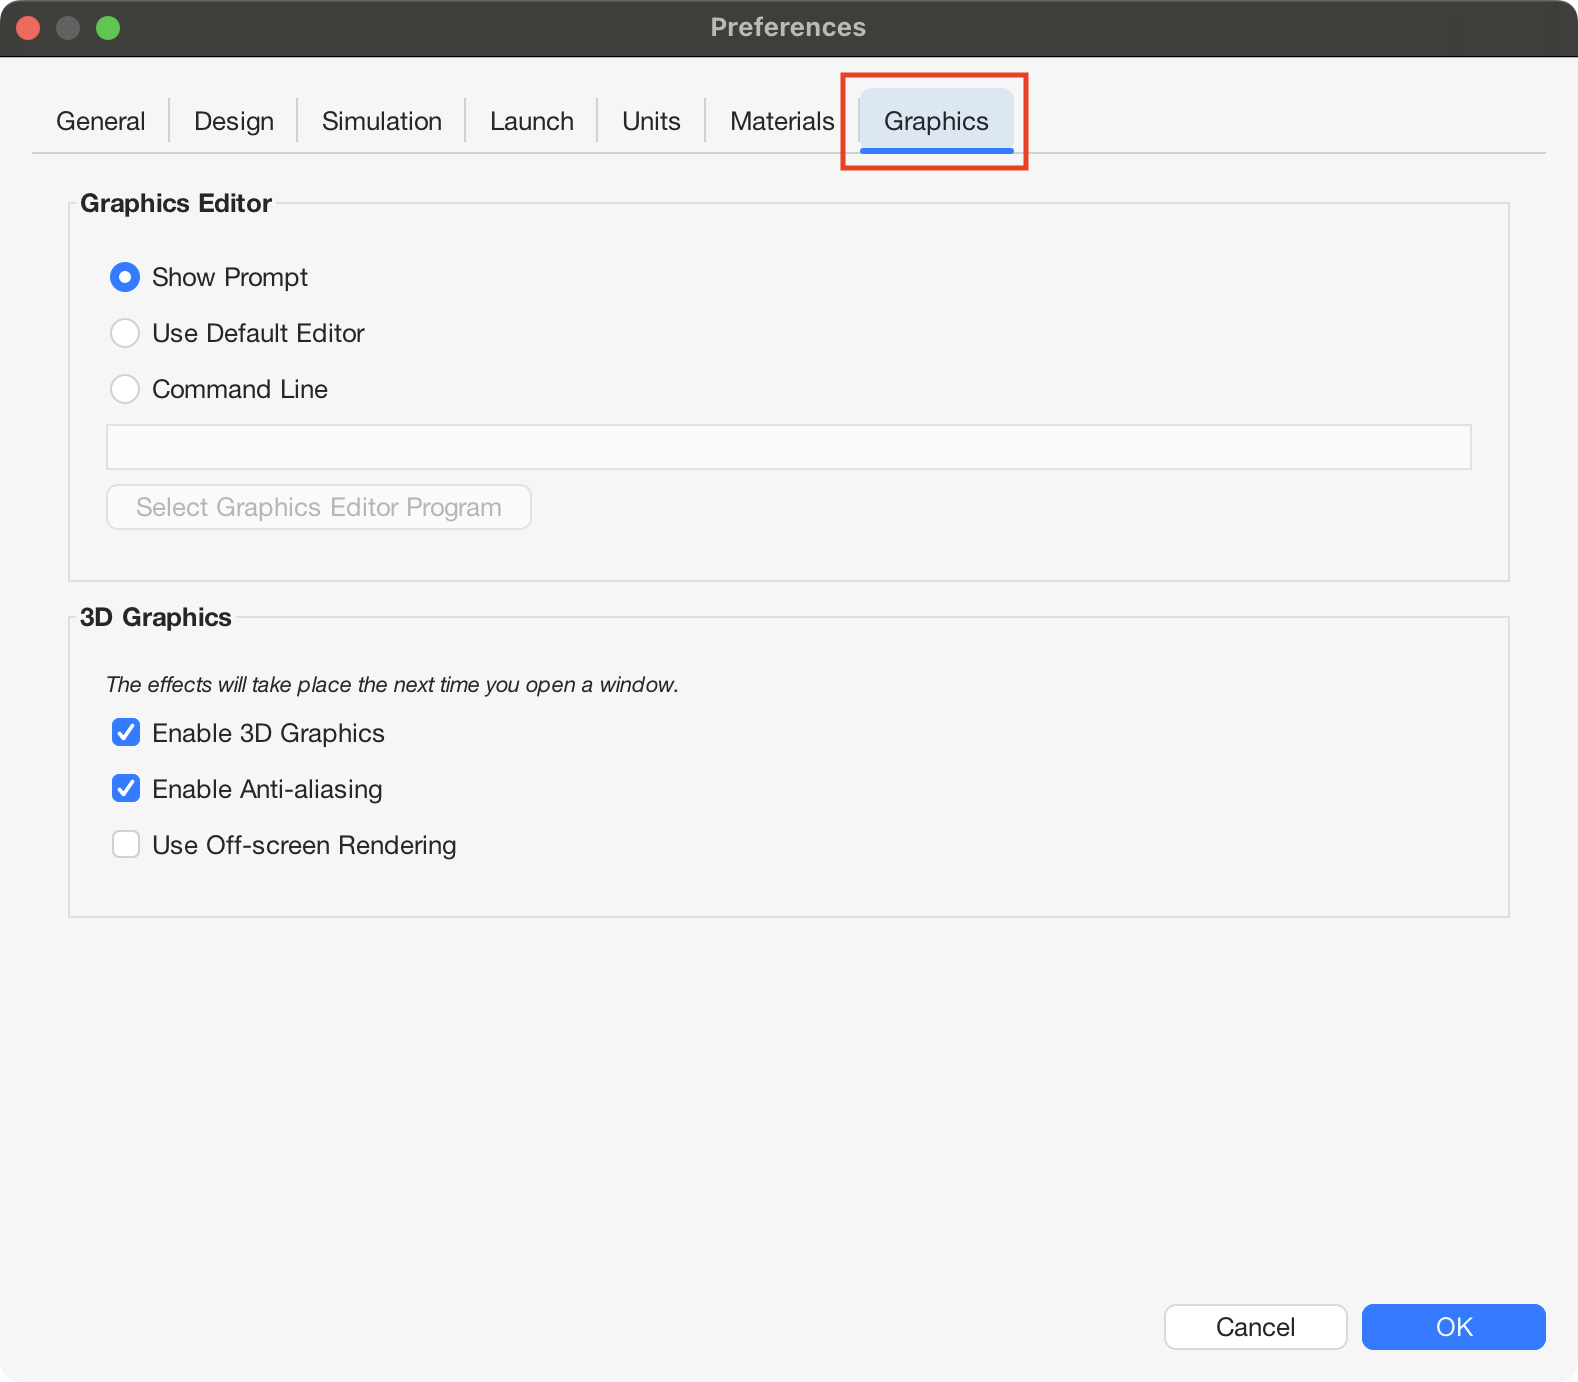 Preferences
General Design Simulation Launch Units Materials Graphics
Graphics Editor
Show Prompt
Use Default Editor
Command Line
Select Graphics Editor Program
3D Graphics
The effects will take place the next time you open a window.
Enable 3D Graphics
Enable Anti-aliasing
Use Off-screen Rendering
Cancel OK